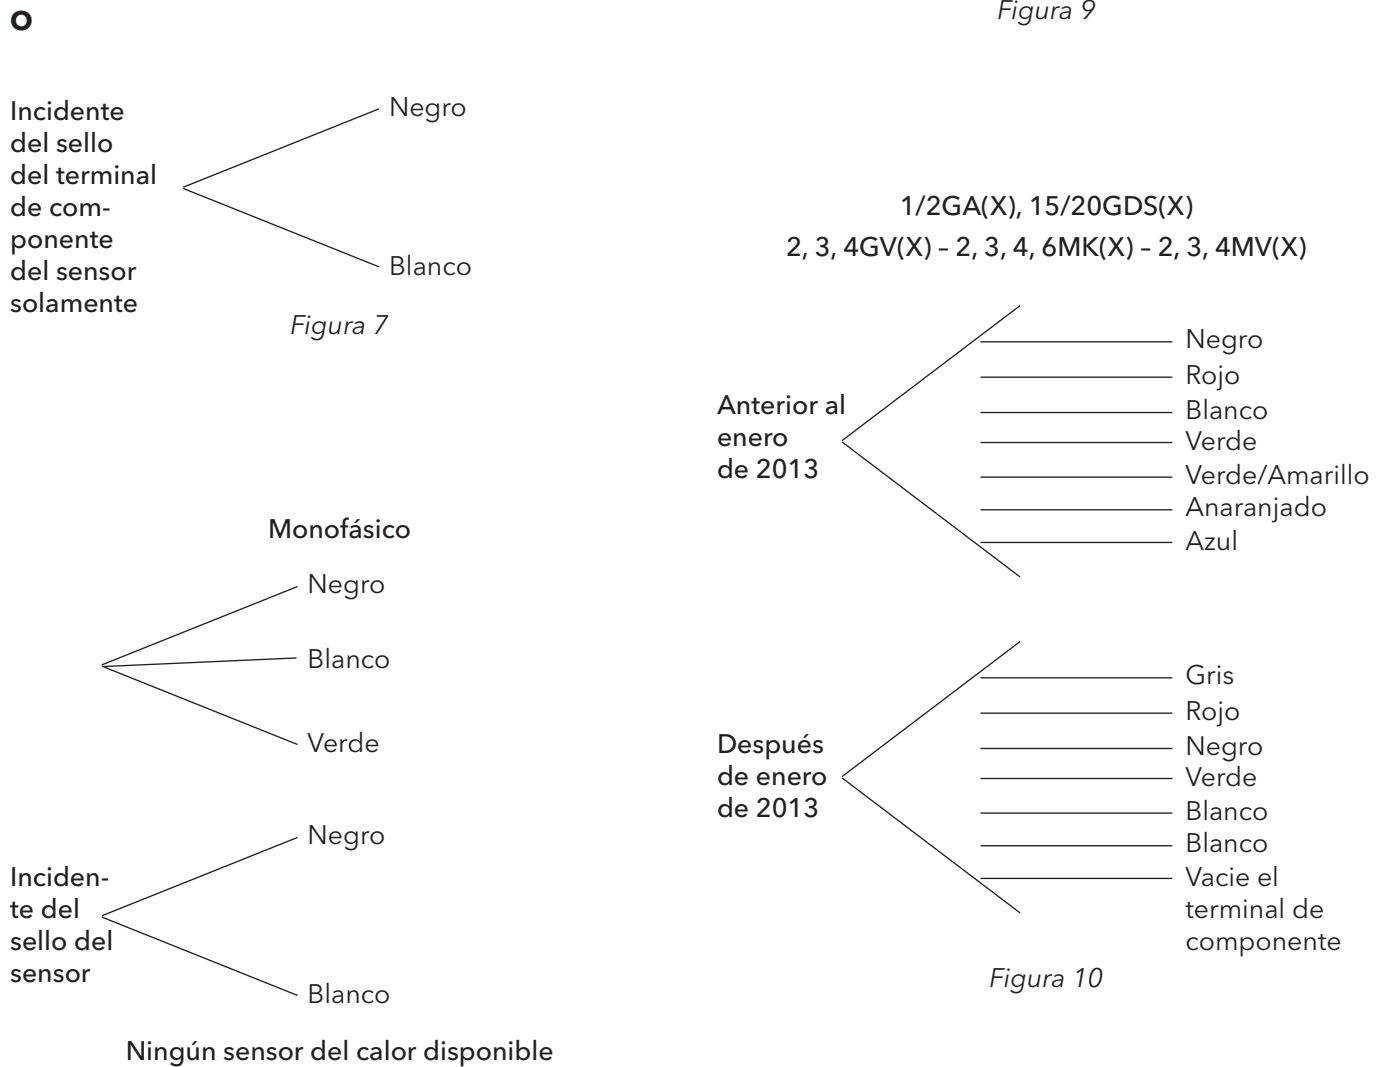 o
Incidente
del sello
del terminal
de com-
ponente
del sensor
solamente
Negro
Blanco
Figura 7
Monofásico
Negro
Blanco
Verde
Inciden-
te del
sello del
sensor
Negro
Blanco
Ningún sensor del calor disponible
Figura 9
1/2GA(X), 15/20GDS(X)
2, 3, 4GV(X) – 2, 3, 4, 6MK(X) – 2, 3, 4MV(X)
Anterior al
enero
de 2013
Negro
Rojo
Blanco
Verde
Verde/Amarillo
Anaranjado
Azul
Después
de enero
de 2013
Gris
Rojo
Negro
Verde
Blanco
Blanco
Vacie el
terminal de
componente
Figura 10